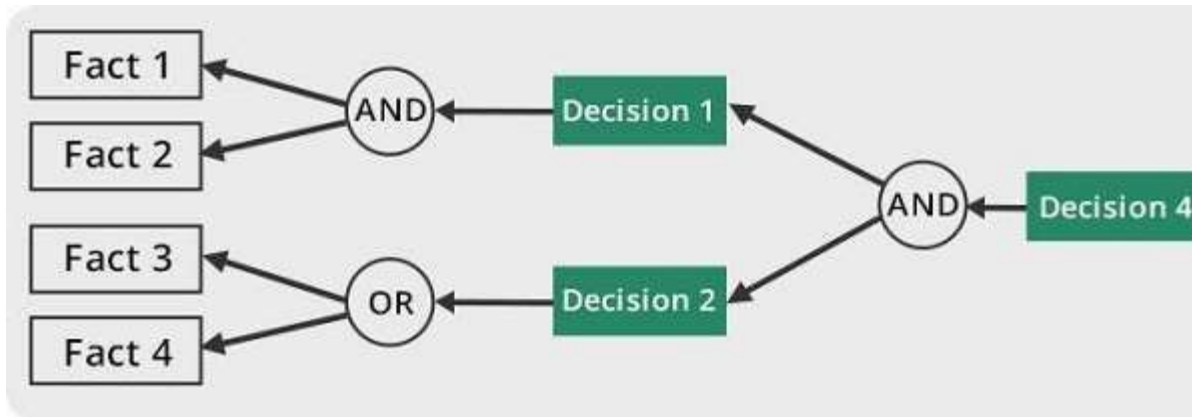 Fact 1
Fact 2
AND
Decision 1
Fact 3
Fact 4
OR
Decision 2
AND
Decision 4